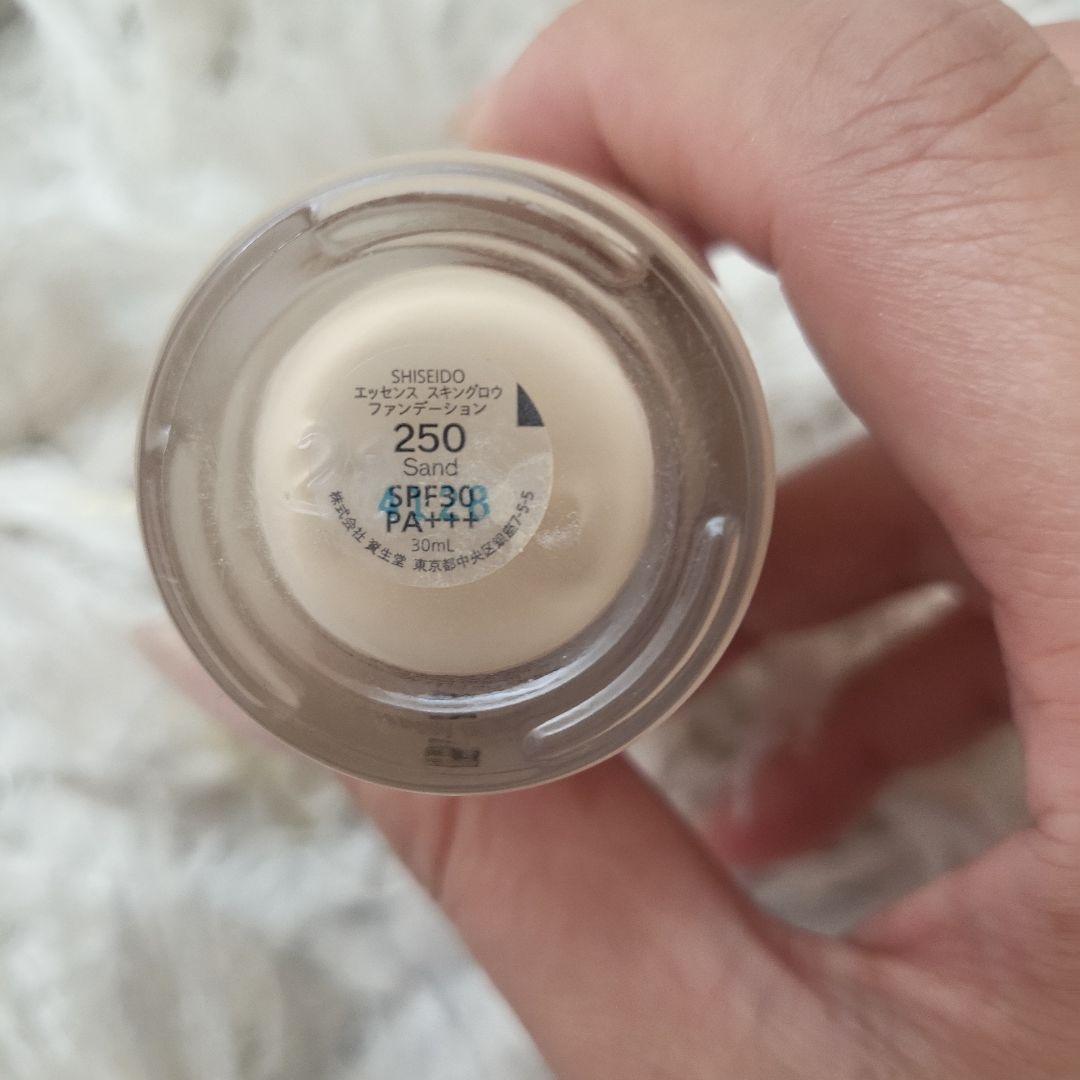 SHISEIDO
エッセンス スキングロウ
ファンデーション
250
Sand
SPF30
PA+++
30mL
株式会社 資生堂 東京都中央区銀座7-5-5